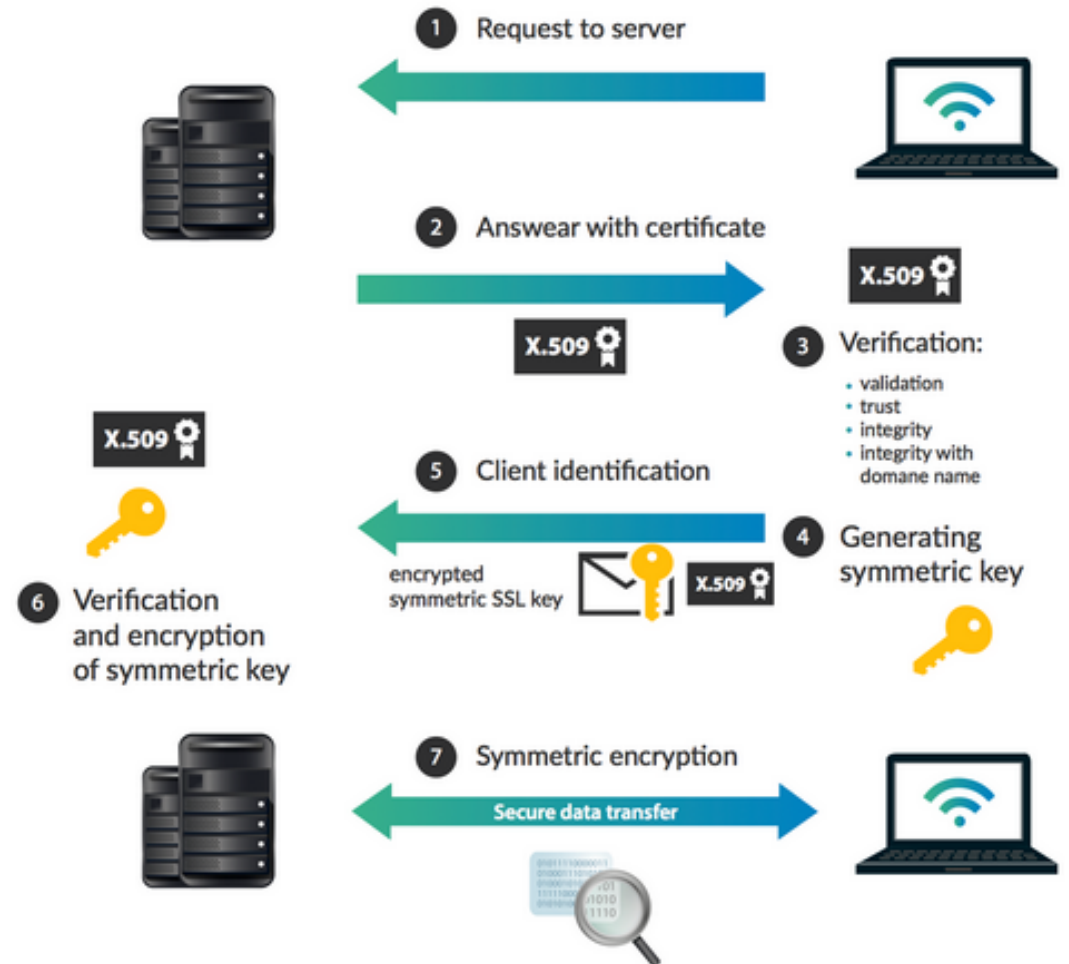 1 Request to server
2 Answear with certificate
X.509
X.509
3 Verification:
• validation
• trust
• integrity
• integrity with
domane name
X.509
5 Client identification
4 Generating
symmetric key
encrypted
symmetric SSL key
X.509
6 Verification
and encryption
of symmetric key
7 Symmetric encryption
Secure data transfer